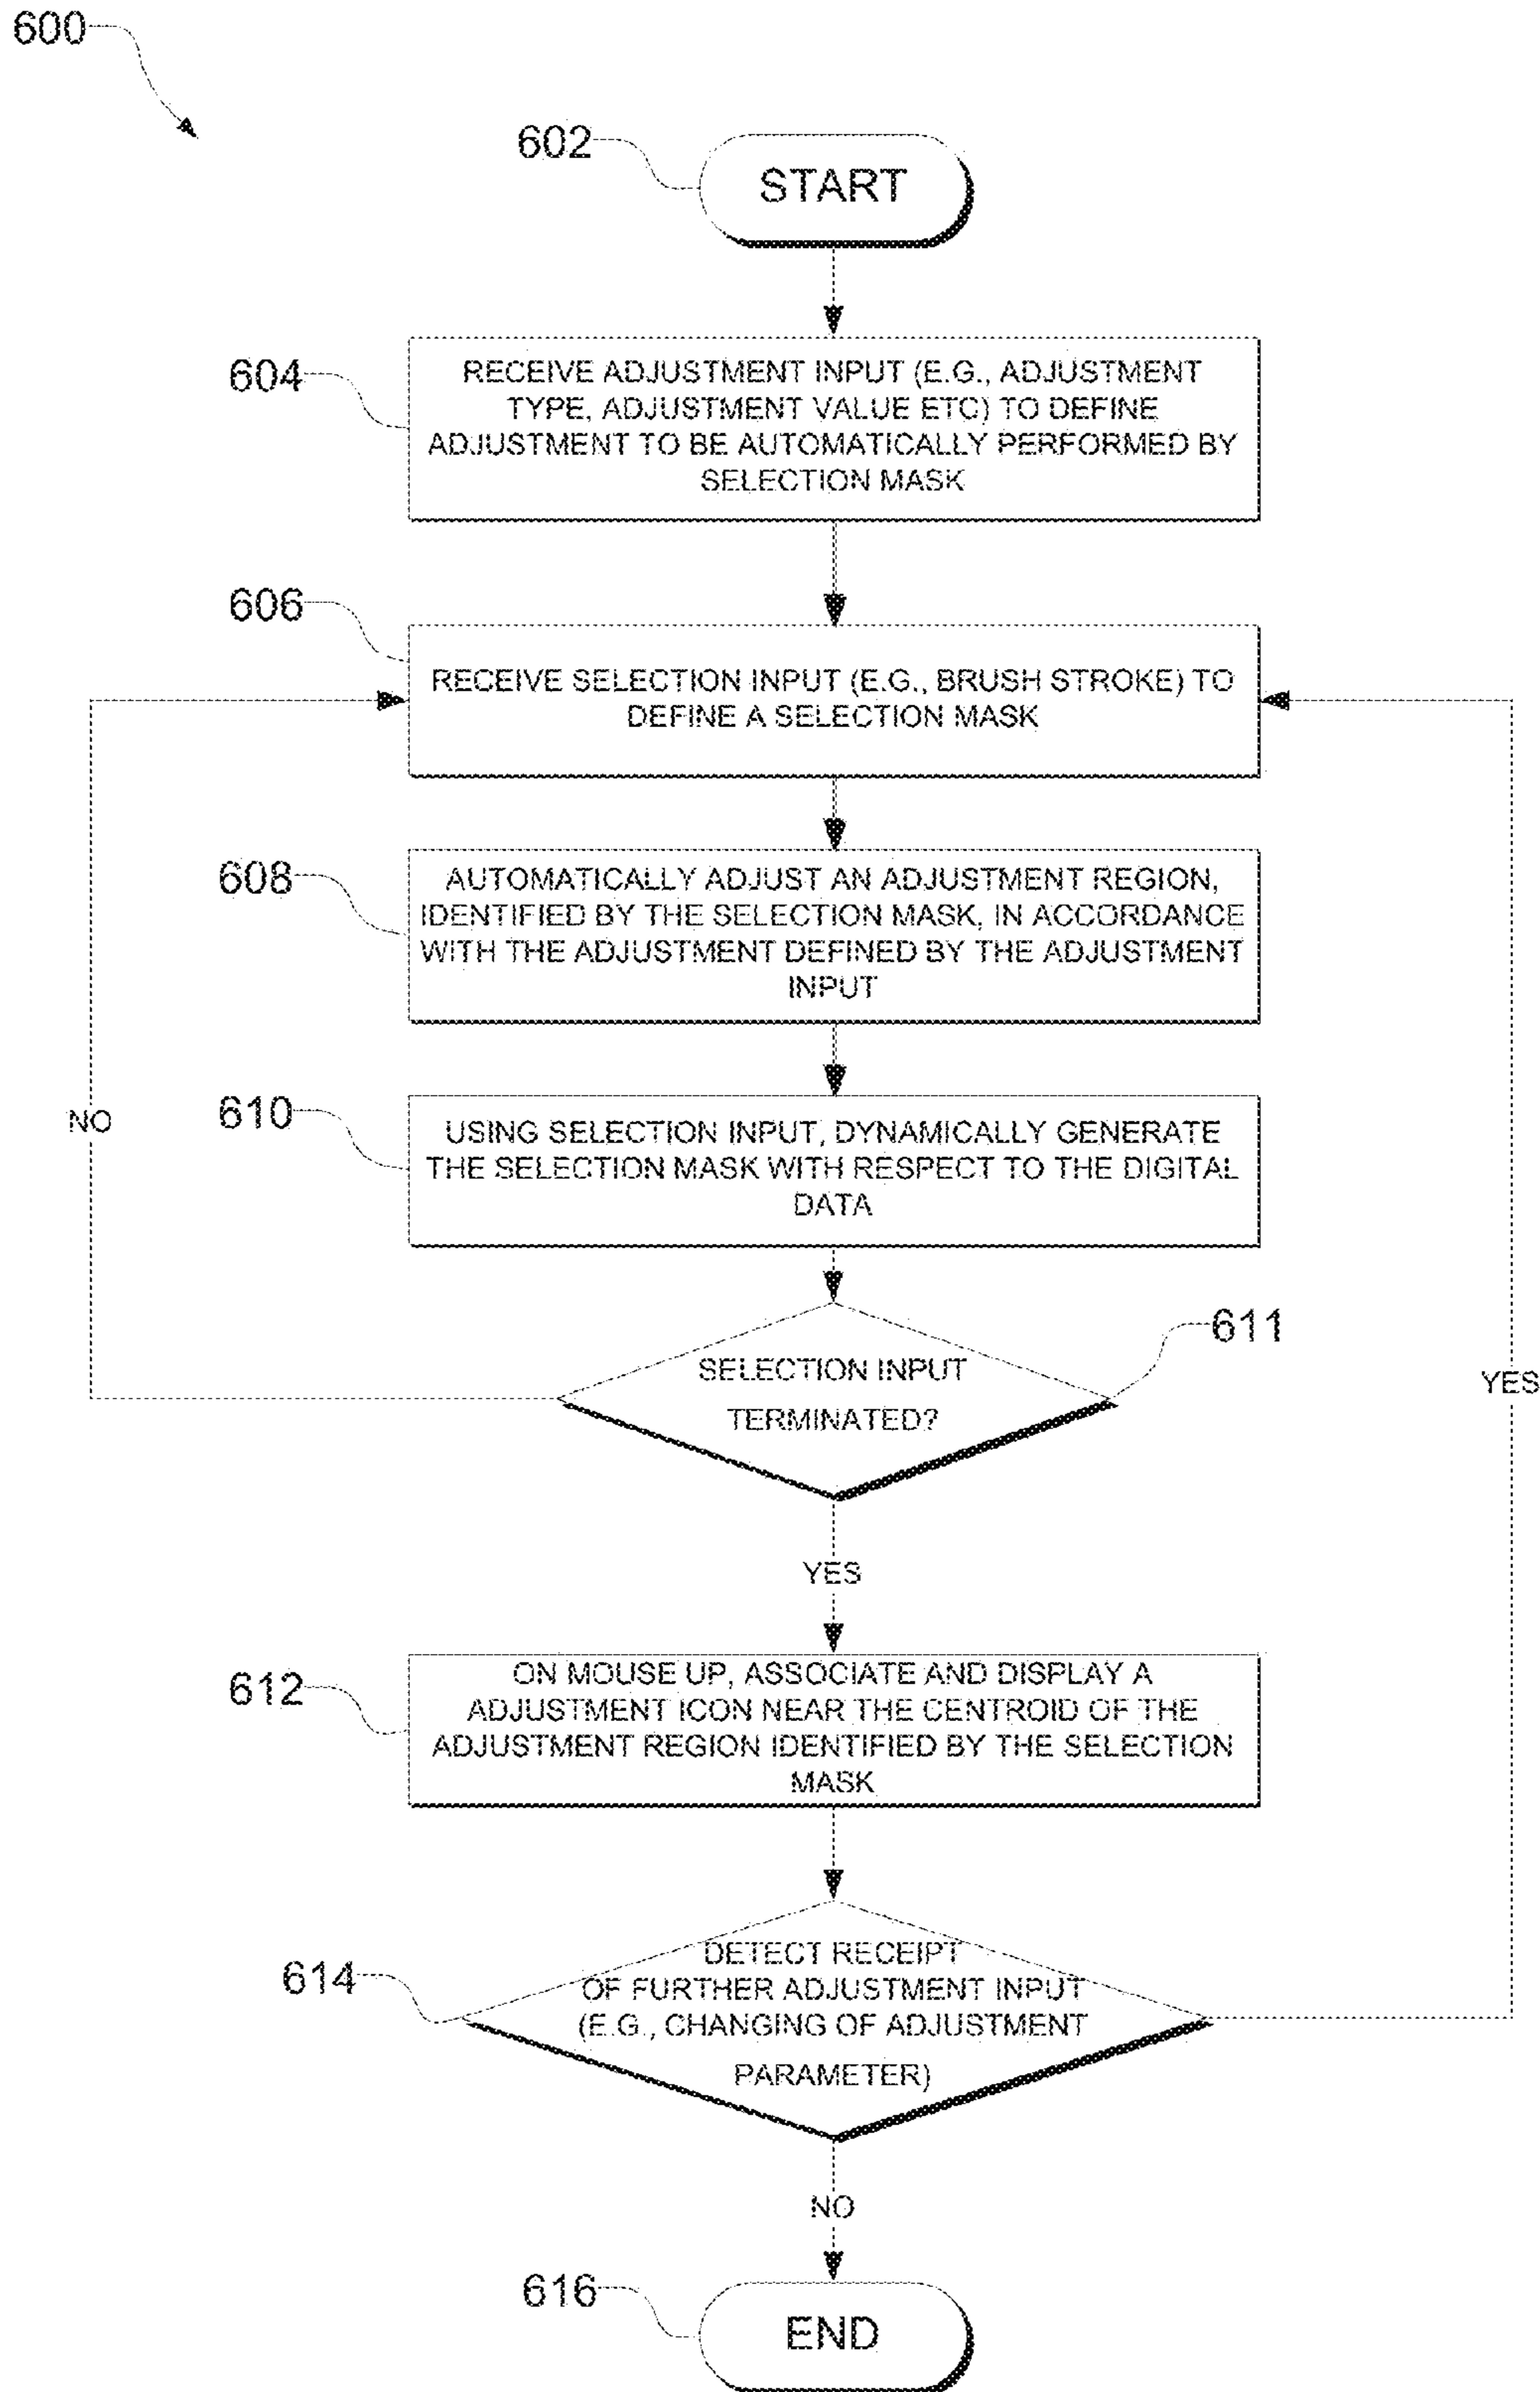 600
602
START
604
RECEIVE ADJUSTMENT INPUT (E.G., ADJUSTMENT
TYPE, ADJUSTMENT VALUE ETC) TO DEFINE
ADJUSTMENT TO BE AUTOMATICALLY PERFORMED BY
SELECTION MASK
606
RECEIVE SELECTION INPUT (E.G., BRUSH STROKE) TO
DEFINE A SELECTION MASK
608
AUTOMATICALLY ADJUST AN ADJUSTMENT REGION,
IDENTIFIED BY THE SELECTION MASK, IN ACCORDANCE
WITH THE ADJUSTMENT DEFINED BY THE ADJUSTMENT
INPUT
NO
610
USING SELECTION INPUT, DYNAMICALLY GENERATE
THE SELECTION MASK WITH RESPECT TO THE DIGITAL
DATA
611
SELECTION INPUT
TERMINATED?
YES
YES
612
ON MOUSE UP, ASSOCIATE AND DISPLAY A
ADJUSTMENT ICON NEAR THE CENTROID OF THE
ADJUSTMENT REGION IDENTIFIED BY THE SELECTION
MASK
614
DETECT RECEIPT
OF FURTHER ADJUSTMENT INPUT
(E.G., CHANGING OF ADJUSTMENT
PARAMETER)
NO
616
END